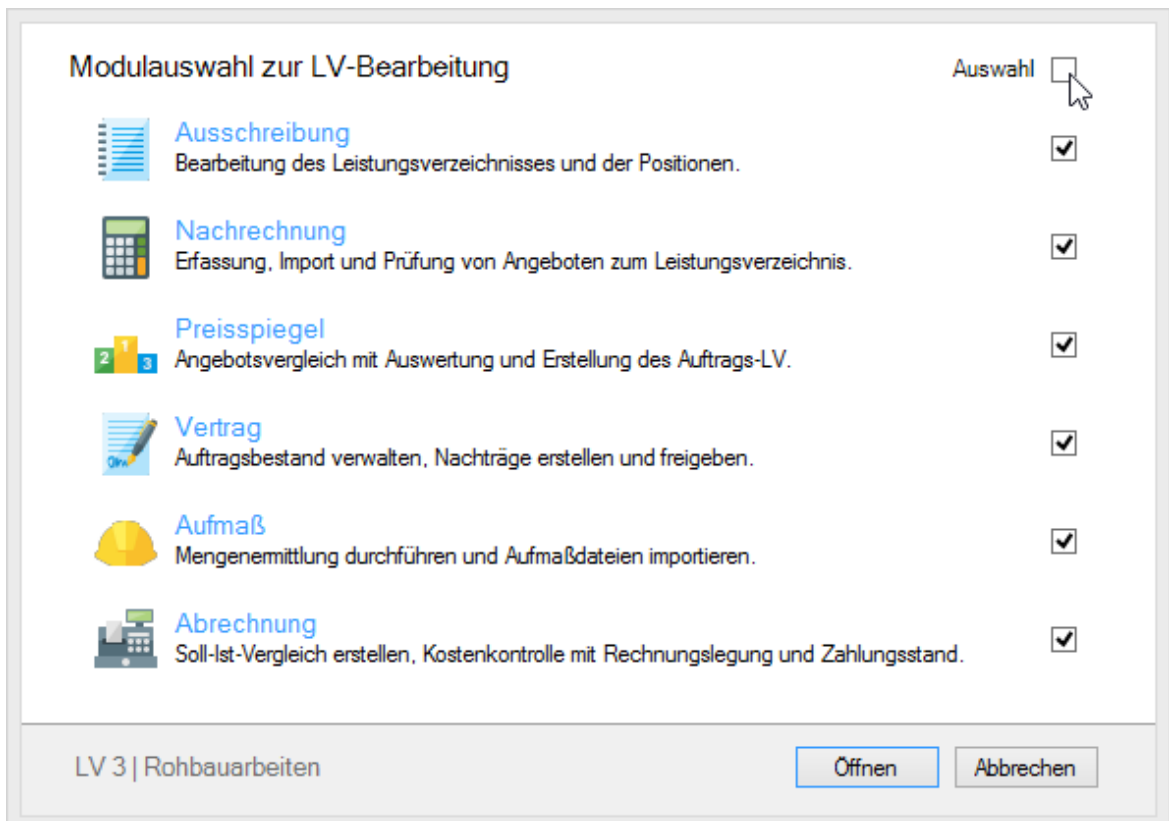 Modulauswahl zur LV-Bearbeitung
Auswahl
Ausschreibung
Bearbeitung des Leistungsverzeichnisses und der Positionen.
Nachrechnung
Erfassung, Import und Prüfung von Angeboten zum Leistungsverzeichnis.
2 1 3
Preisspiegel
Angebotsvergleich mit Auswertung und Erstellung des Auftrags-LV.
Vertrag
Auftragsbestand verwalten, Nachträge erstellen und freigeben.
Aufmaß
Mengenermittlung durchführen und Aufmaßdateien importieren.
Abrechnung
Soll-Ist-Vergleich erstellen, Kostenkontrolle mit Rechnungslegung und Zahlungsstand.
LV 3 | Rohbauarbeiten
Öffnen
Abbrechen